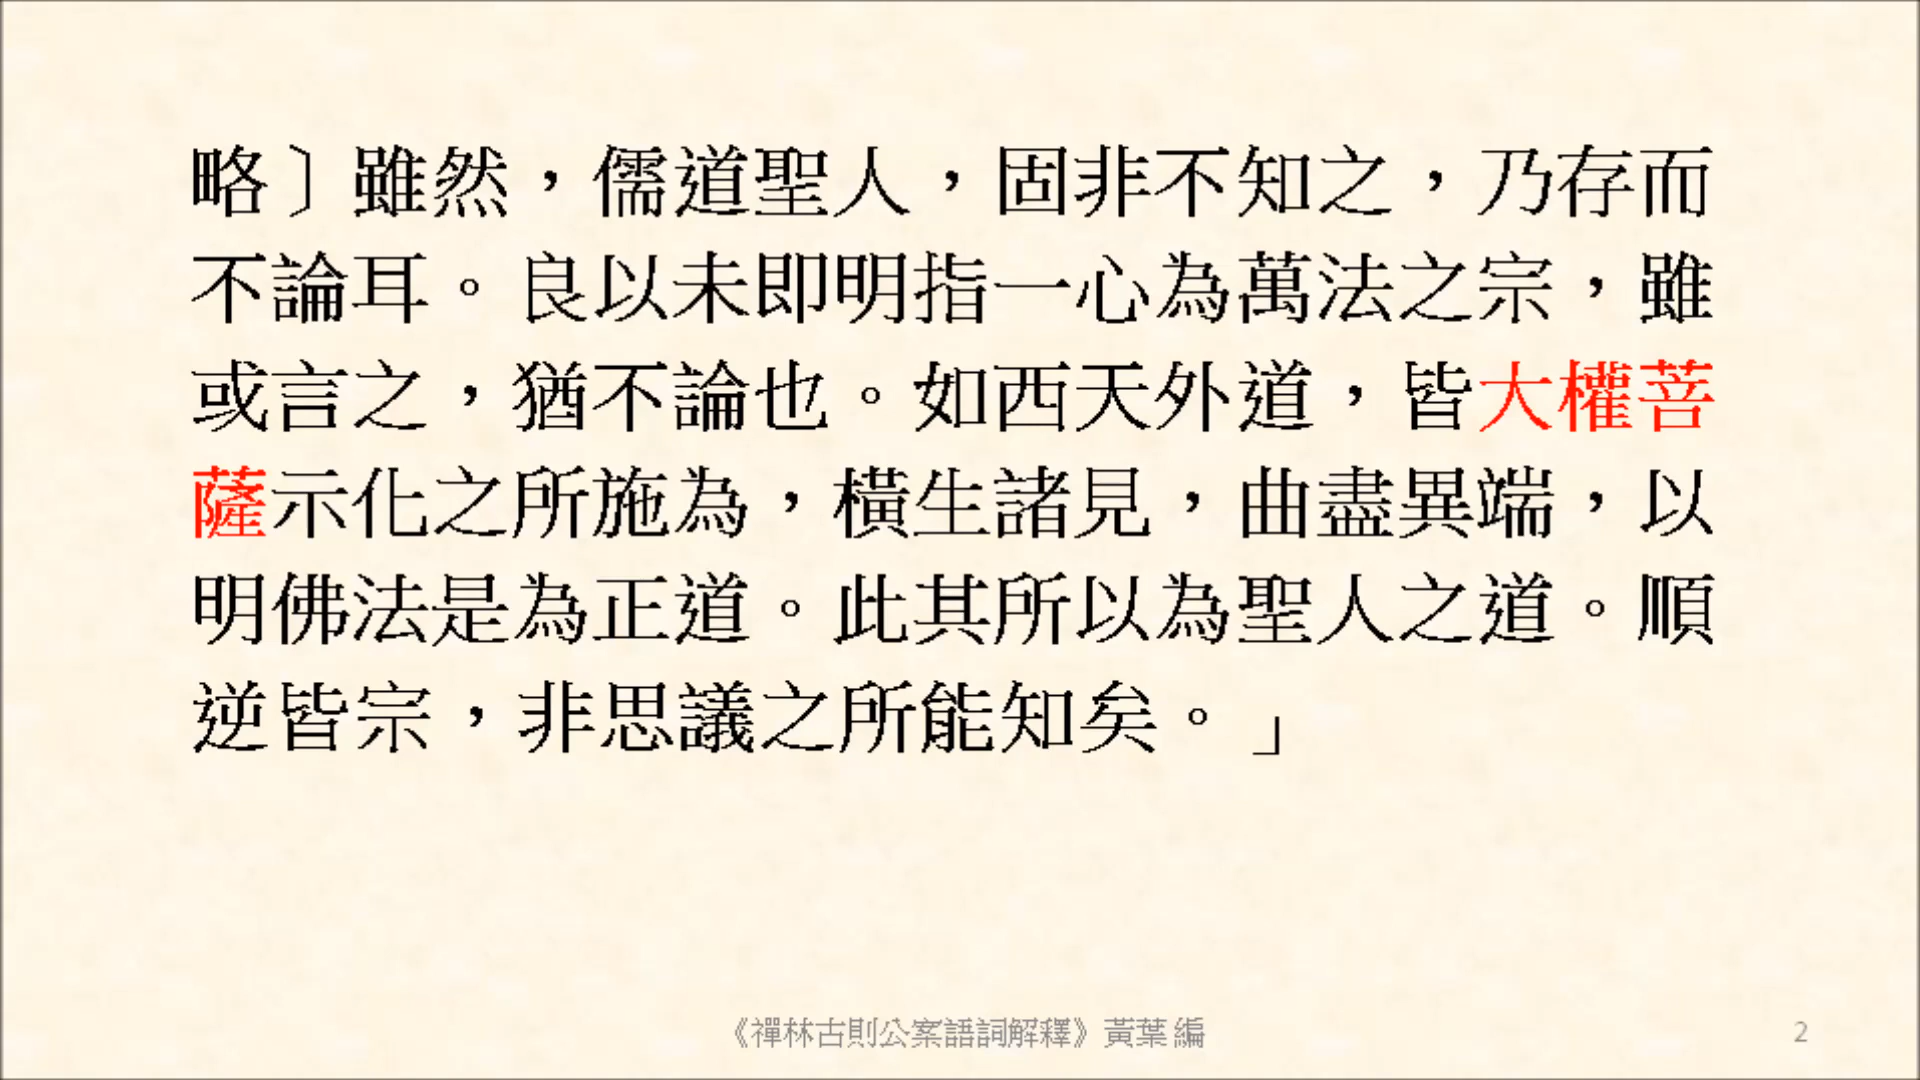 略〕雖然，儒道聖人，固非不知之，乃存而
不論耳。良以未即明指一心為萬法之宗，雖
或言之，猶不論也。如西天外道，皆大權菩
薩示化之所施為，橫生諸見，曲盡異端，以
明佛法是為正道。此其所以為聖人之道。順
逆皆宗，非思議之所能知矣。」
《禪林古則公案語詞解釋》黃葉 編
2